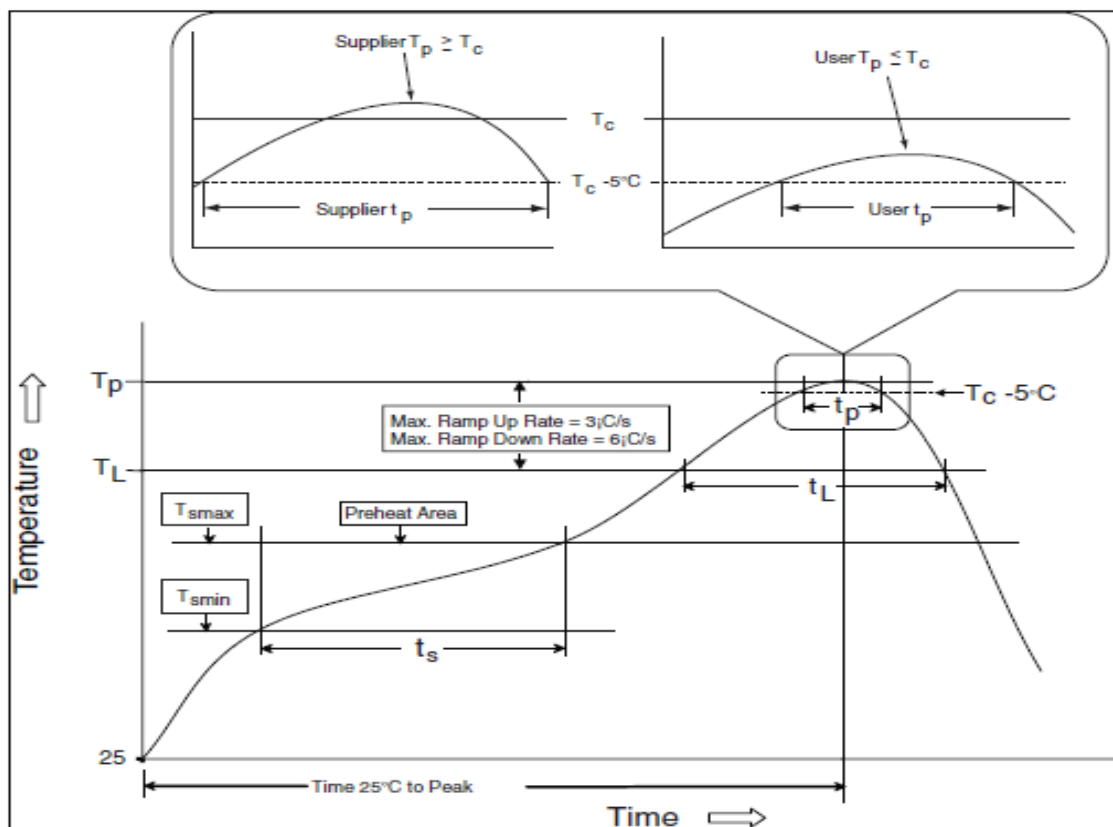 Supplier Tp ≥ Tc
User Tp ≤ Tc
Tc
Tc -5°C
Supplier tp
User tp
Tp
Tc -5°C
tp
Max. Ramp Up Rate = 3¡C/s
Max. Ramp Down Rate = 6¡C/s
TL
tL
Tsmax
Preheat Area
Tsmin
ts
Temperature
25
Time 25°C to Peak
Time